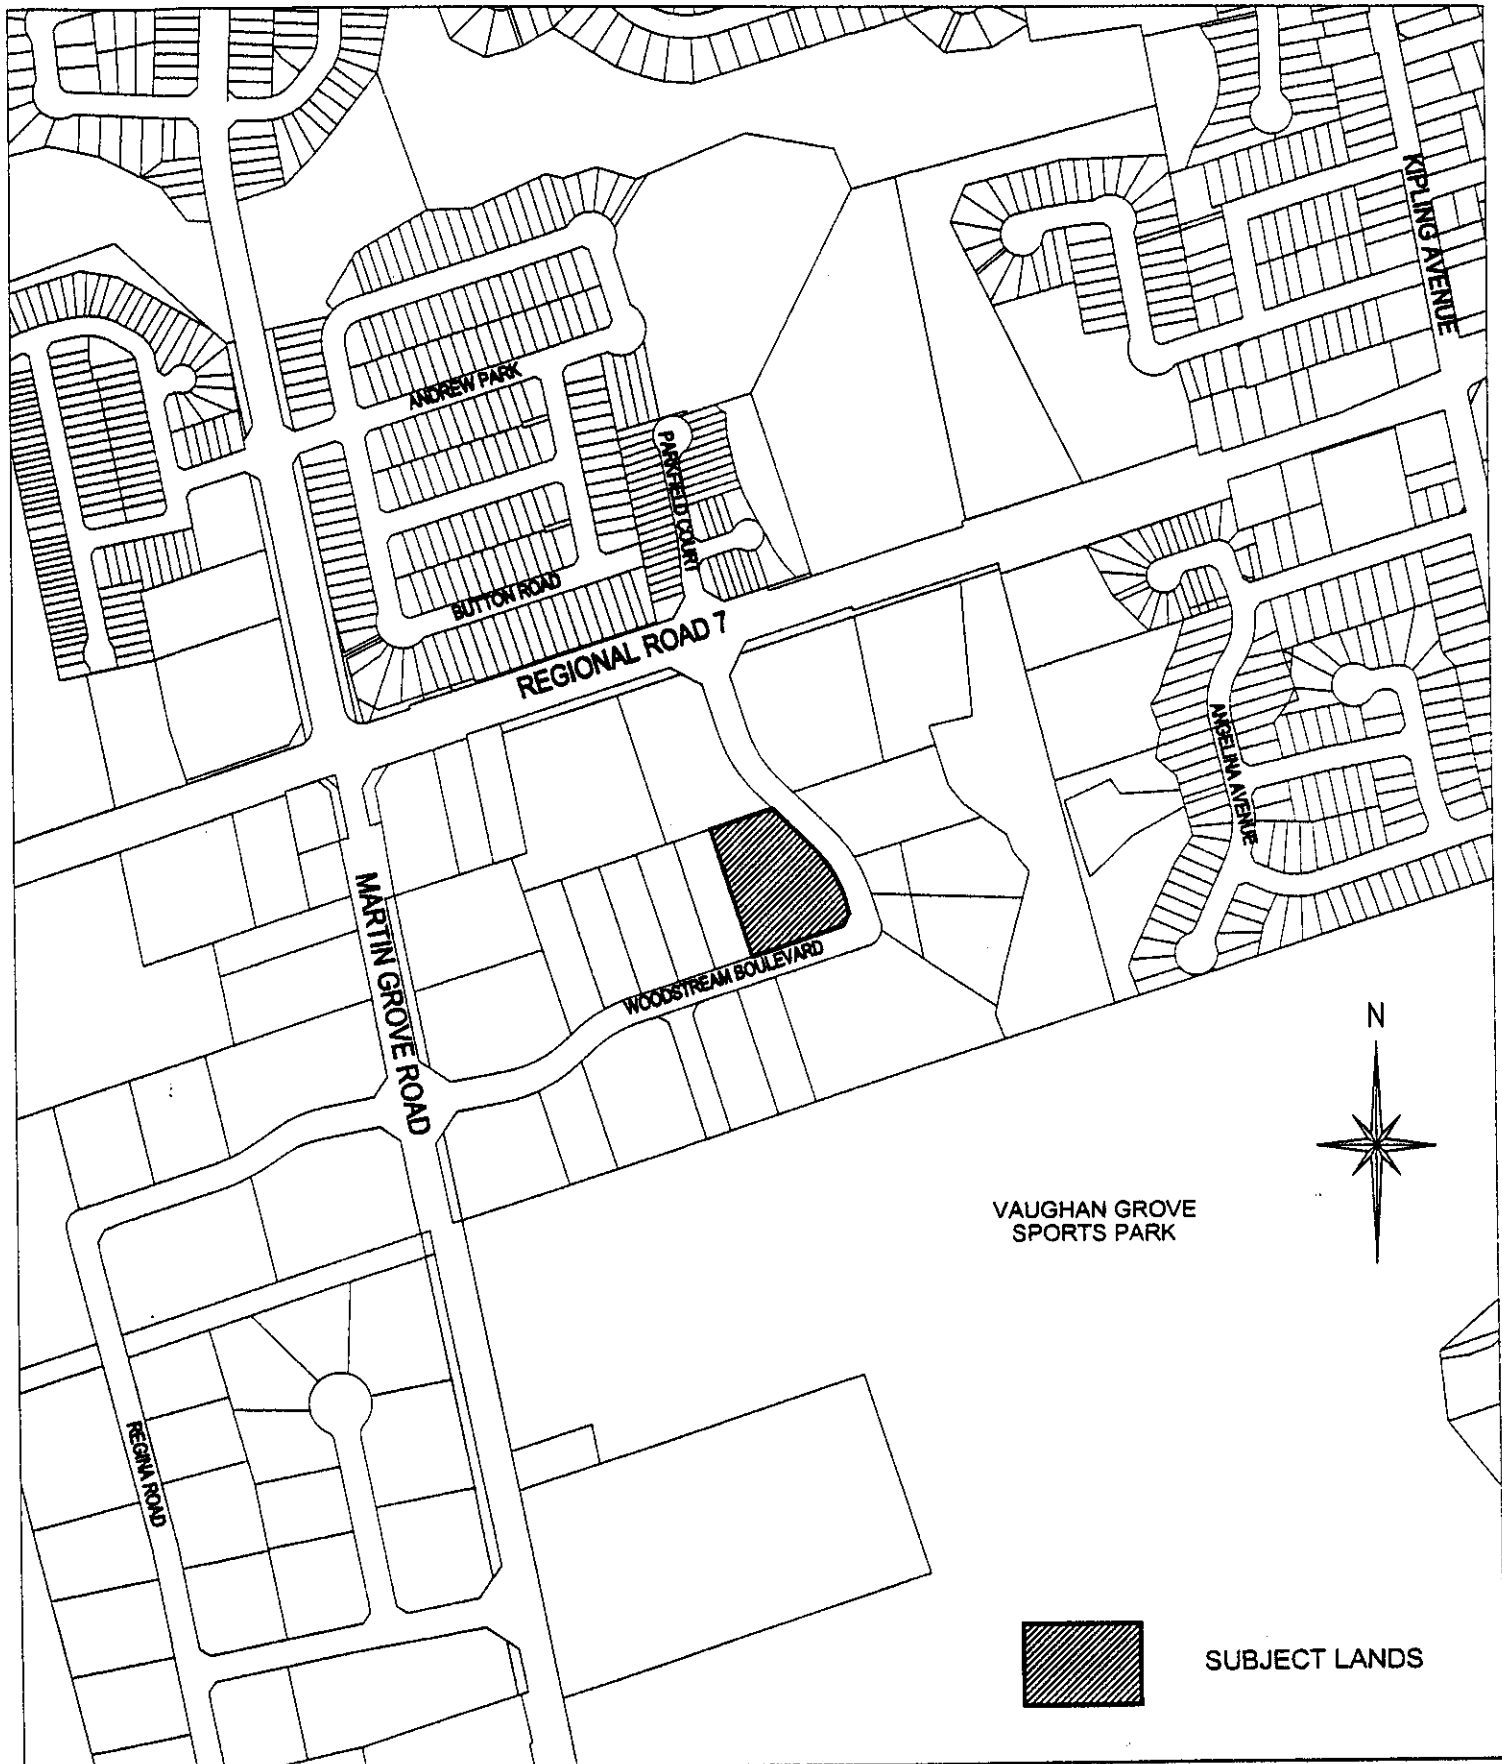 KIPLING AVENUE
ANDREW PARK
PARKFIELD COURT
BUTTON ROAD
REGIONAL ROAD 7
ANGELINA AVENUE
MARTIN GROVE ROAD
WOODSTREAM BOULEVARD
N
VAUGHAN GROVE
SPORTS PARK
REGINA ROAD
SUBJECT LANDS